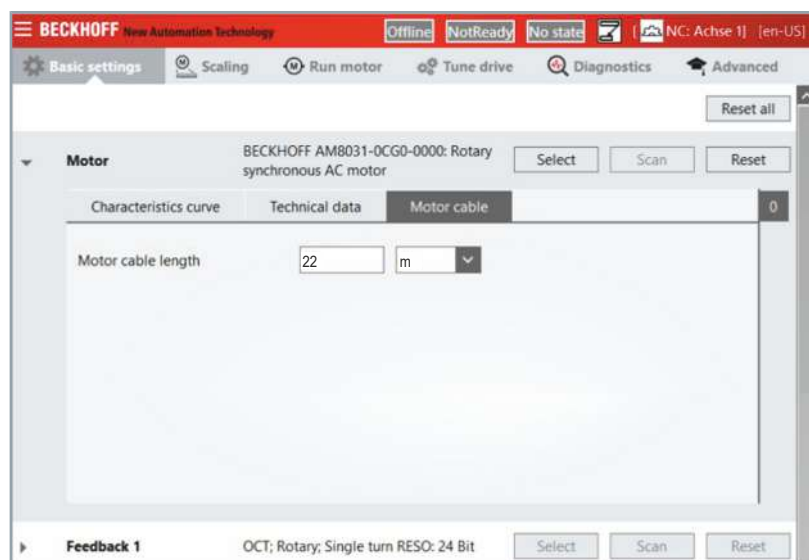 BECKHOFF New Automation Technology Offline NotReady No state [ NC: Achse 1] [en-US]
Basic settings Scaling Run motor Tune drive Diagnostics Advanced
Reset all
Motor BECKHOFF AM8031-0CG0-0000: Rotary synchronous AC motor Select Scan Reset
Characteristics curve Technical data Motor cable 0
Motor cable length 22 m
Feedback 1 OCT; Rotary; Single turn RESO: 24 Bit Select Scan Reset